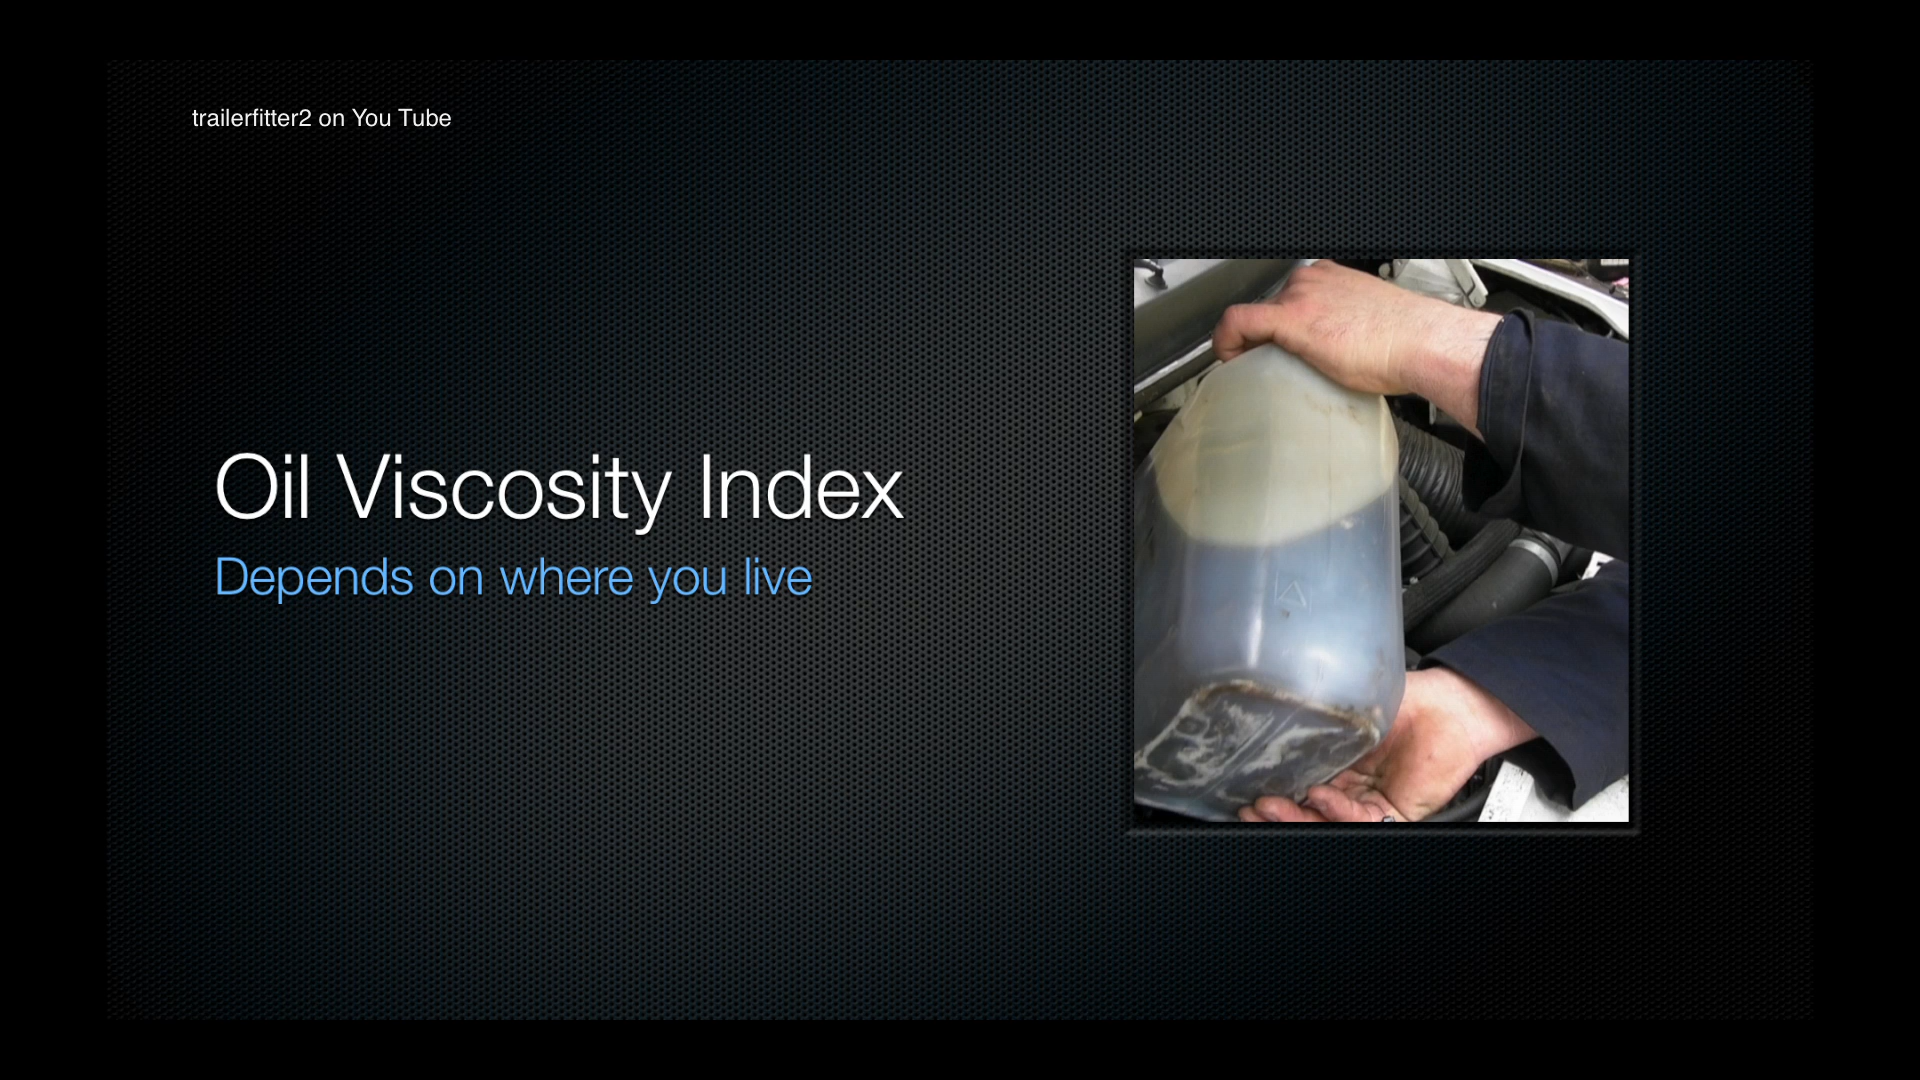 trailerfitter2 on You Tube
Oil Viscosity Index
Depends on where you live